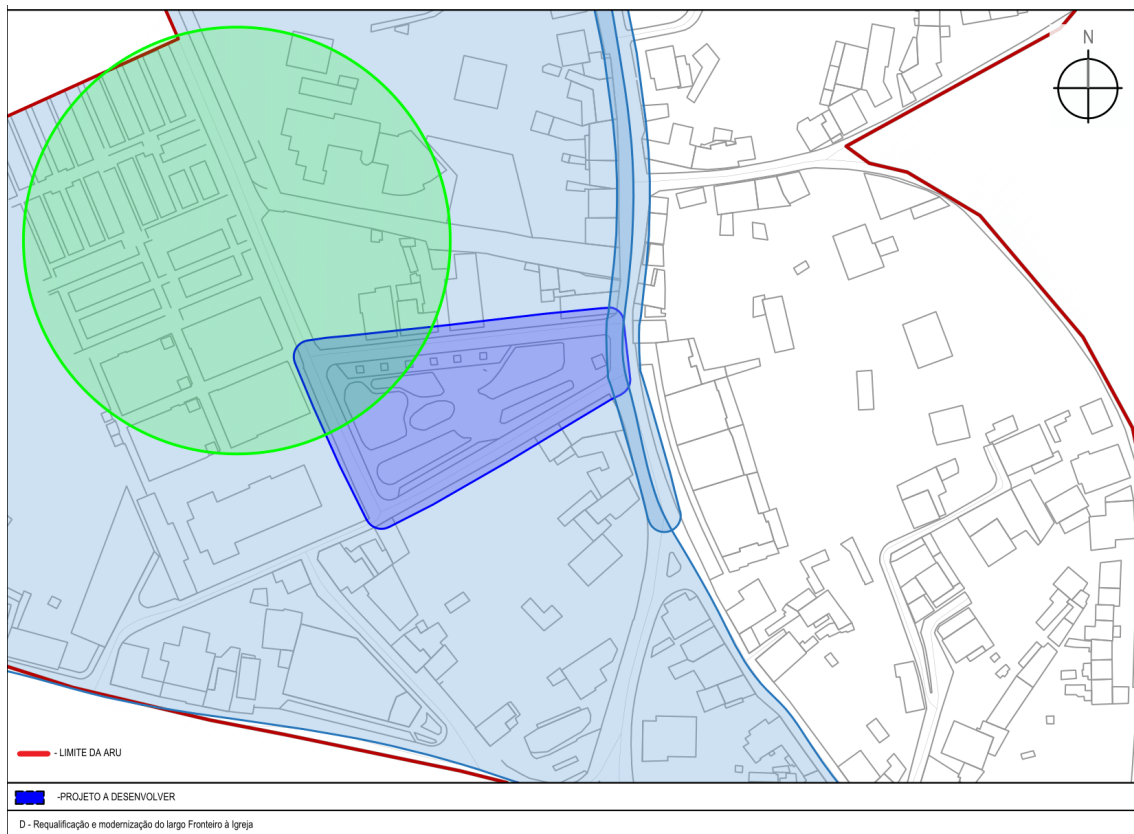 N
- LIMITE DA ARU
-PROJETO A DESENVOLVER
D - Requalificação e modernização do largo Fronteiro à Igreja